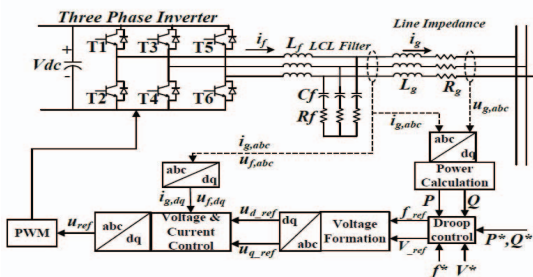 Three Phase Inverter
Line Impedance
T1 T3 T5
i_f
L_f
LCL Filter
i_g
Vdc
T2 T4 T6
Cf
Rf
L_g
R_g
u_g,abc
i_g,abc
i_g,abc
u_f,abc
abc
dq
abc
dq
Power
Calculation
i_g,dq
u_f,dq
P
Q
PWM
u_ref
abc
dq
Voltage &
Current
Control
u_d_ref
u_q_ref
dq
abc
Voltage
Formation
f_ref
V_ref
Droop
control
P*,Q*
f*
V*